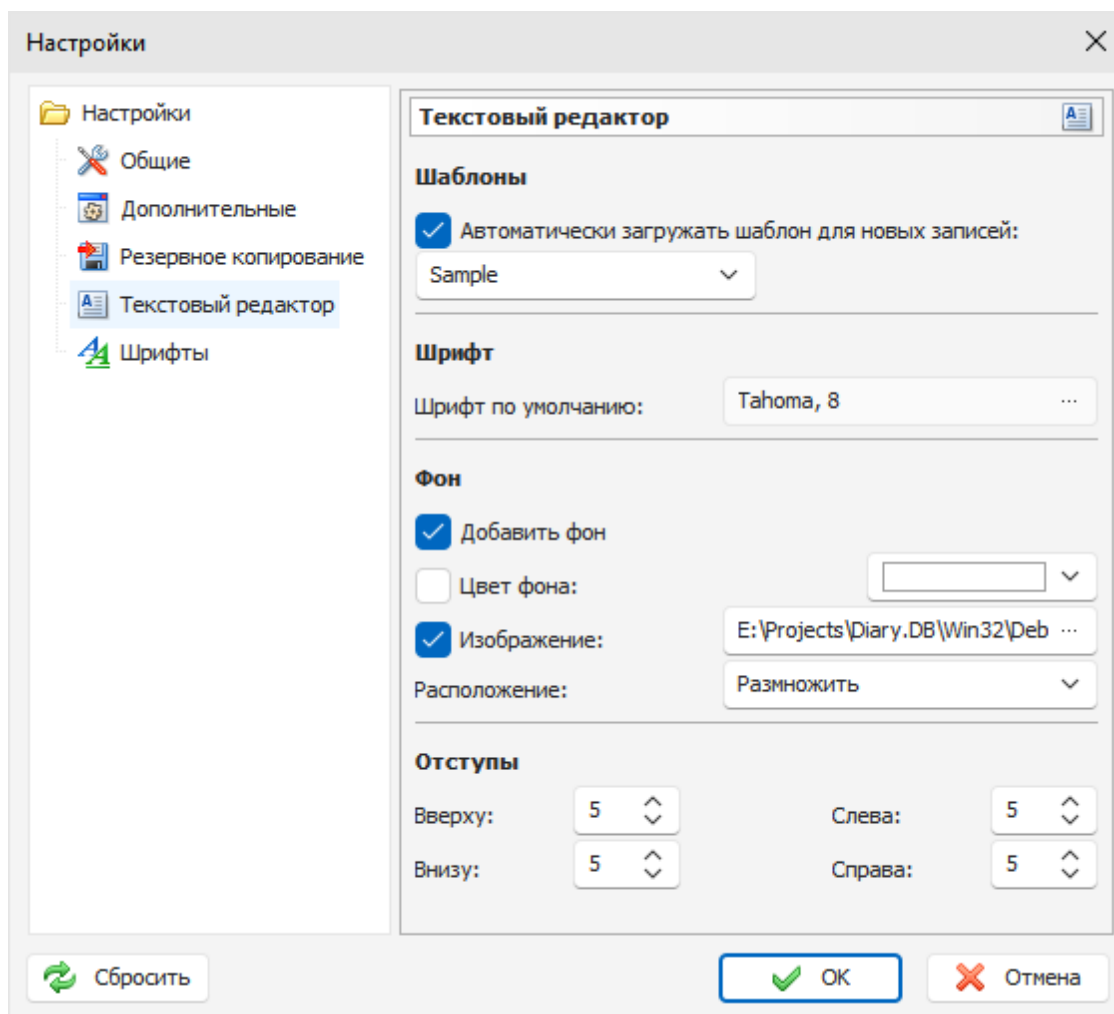 Настройки
Настройки
Общие
Дополнительные
Резервное копирование
Текстовый редактор
Шрифты
Текстовый редактор
Шаблоны
Автоматически загружать шаблон для новых записей:
Sample
Шрифт
Шрифт по умолчанию:
Tahoma, 8
...
Фон
Добавить фон
Цвет фона:
Изображение:
E:\Projects\Diary.DB\Win32\Deb
...
Расположение:
Размножить
Отступы
Вверху: 5 Слева: 5
Внизу: 5 Справа: 5
Сбросить
OK
Отмена